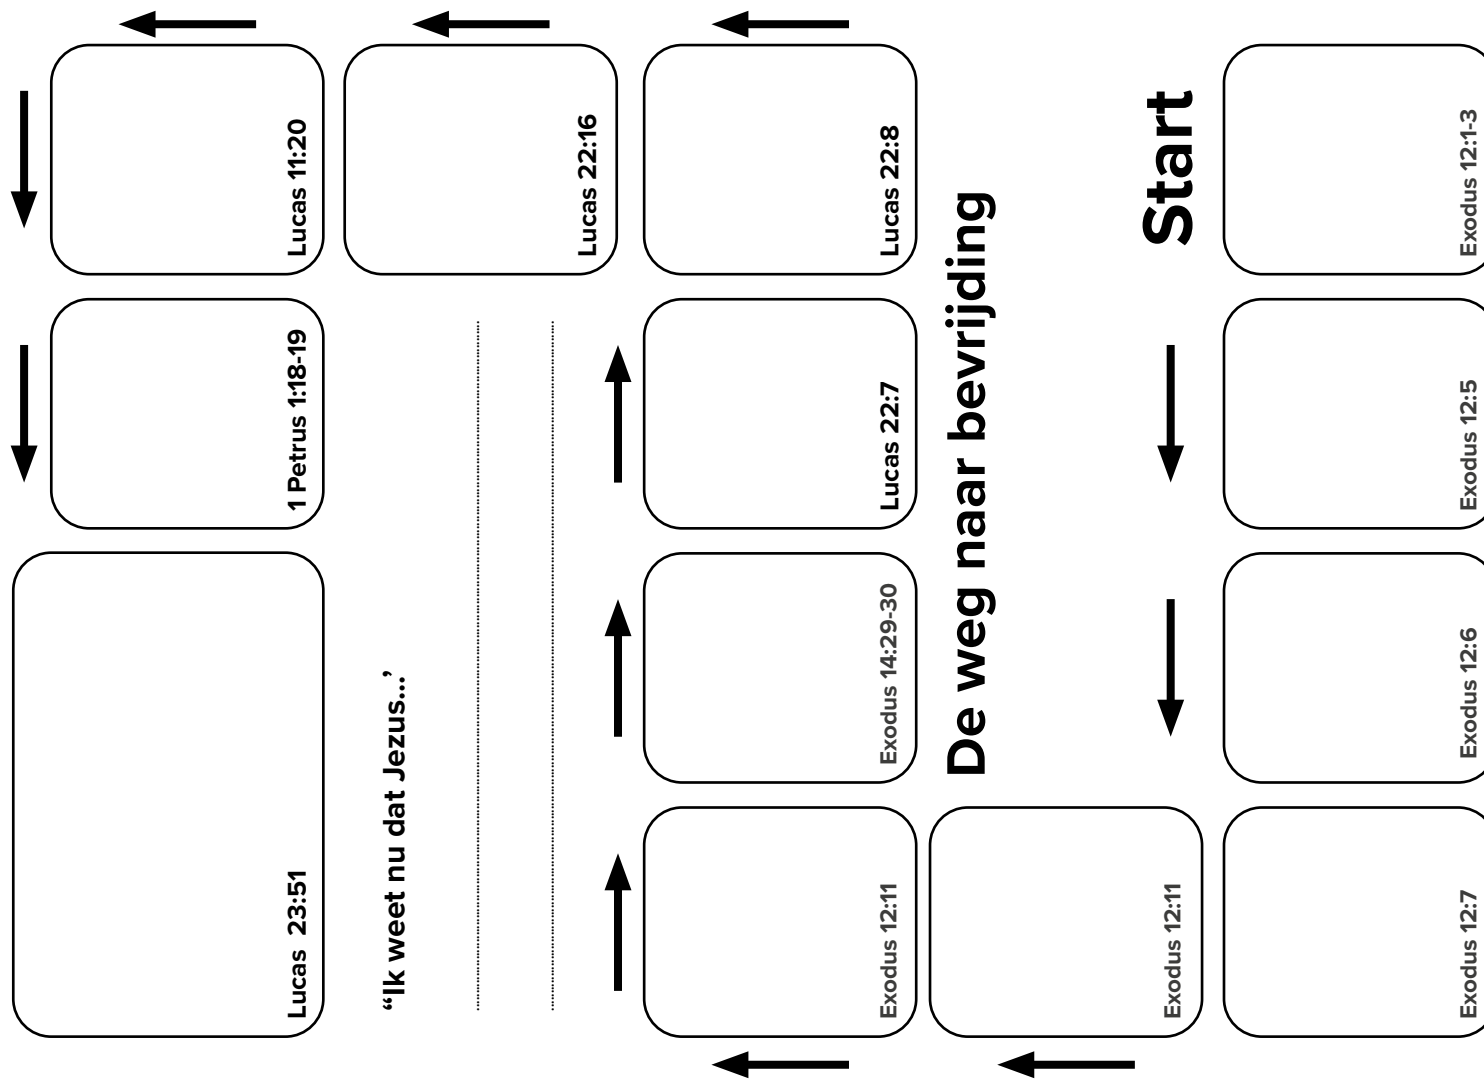 Lucas 23:51
1 Petrus 1:18-19
Lucas 11:20
“Ik weet nu dat Jezus...’
Lucas 22:16
Exodus 12:11
Exodus 14:29-30
Lucas 22:7
Lucas 22:8
De weg naar bevrijding
Exodus 12:11
Start
Exodus 12:7
Exodus 12:6
Exodus 12:5
Exodus 12:1-3